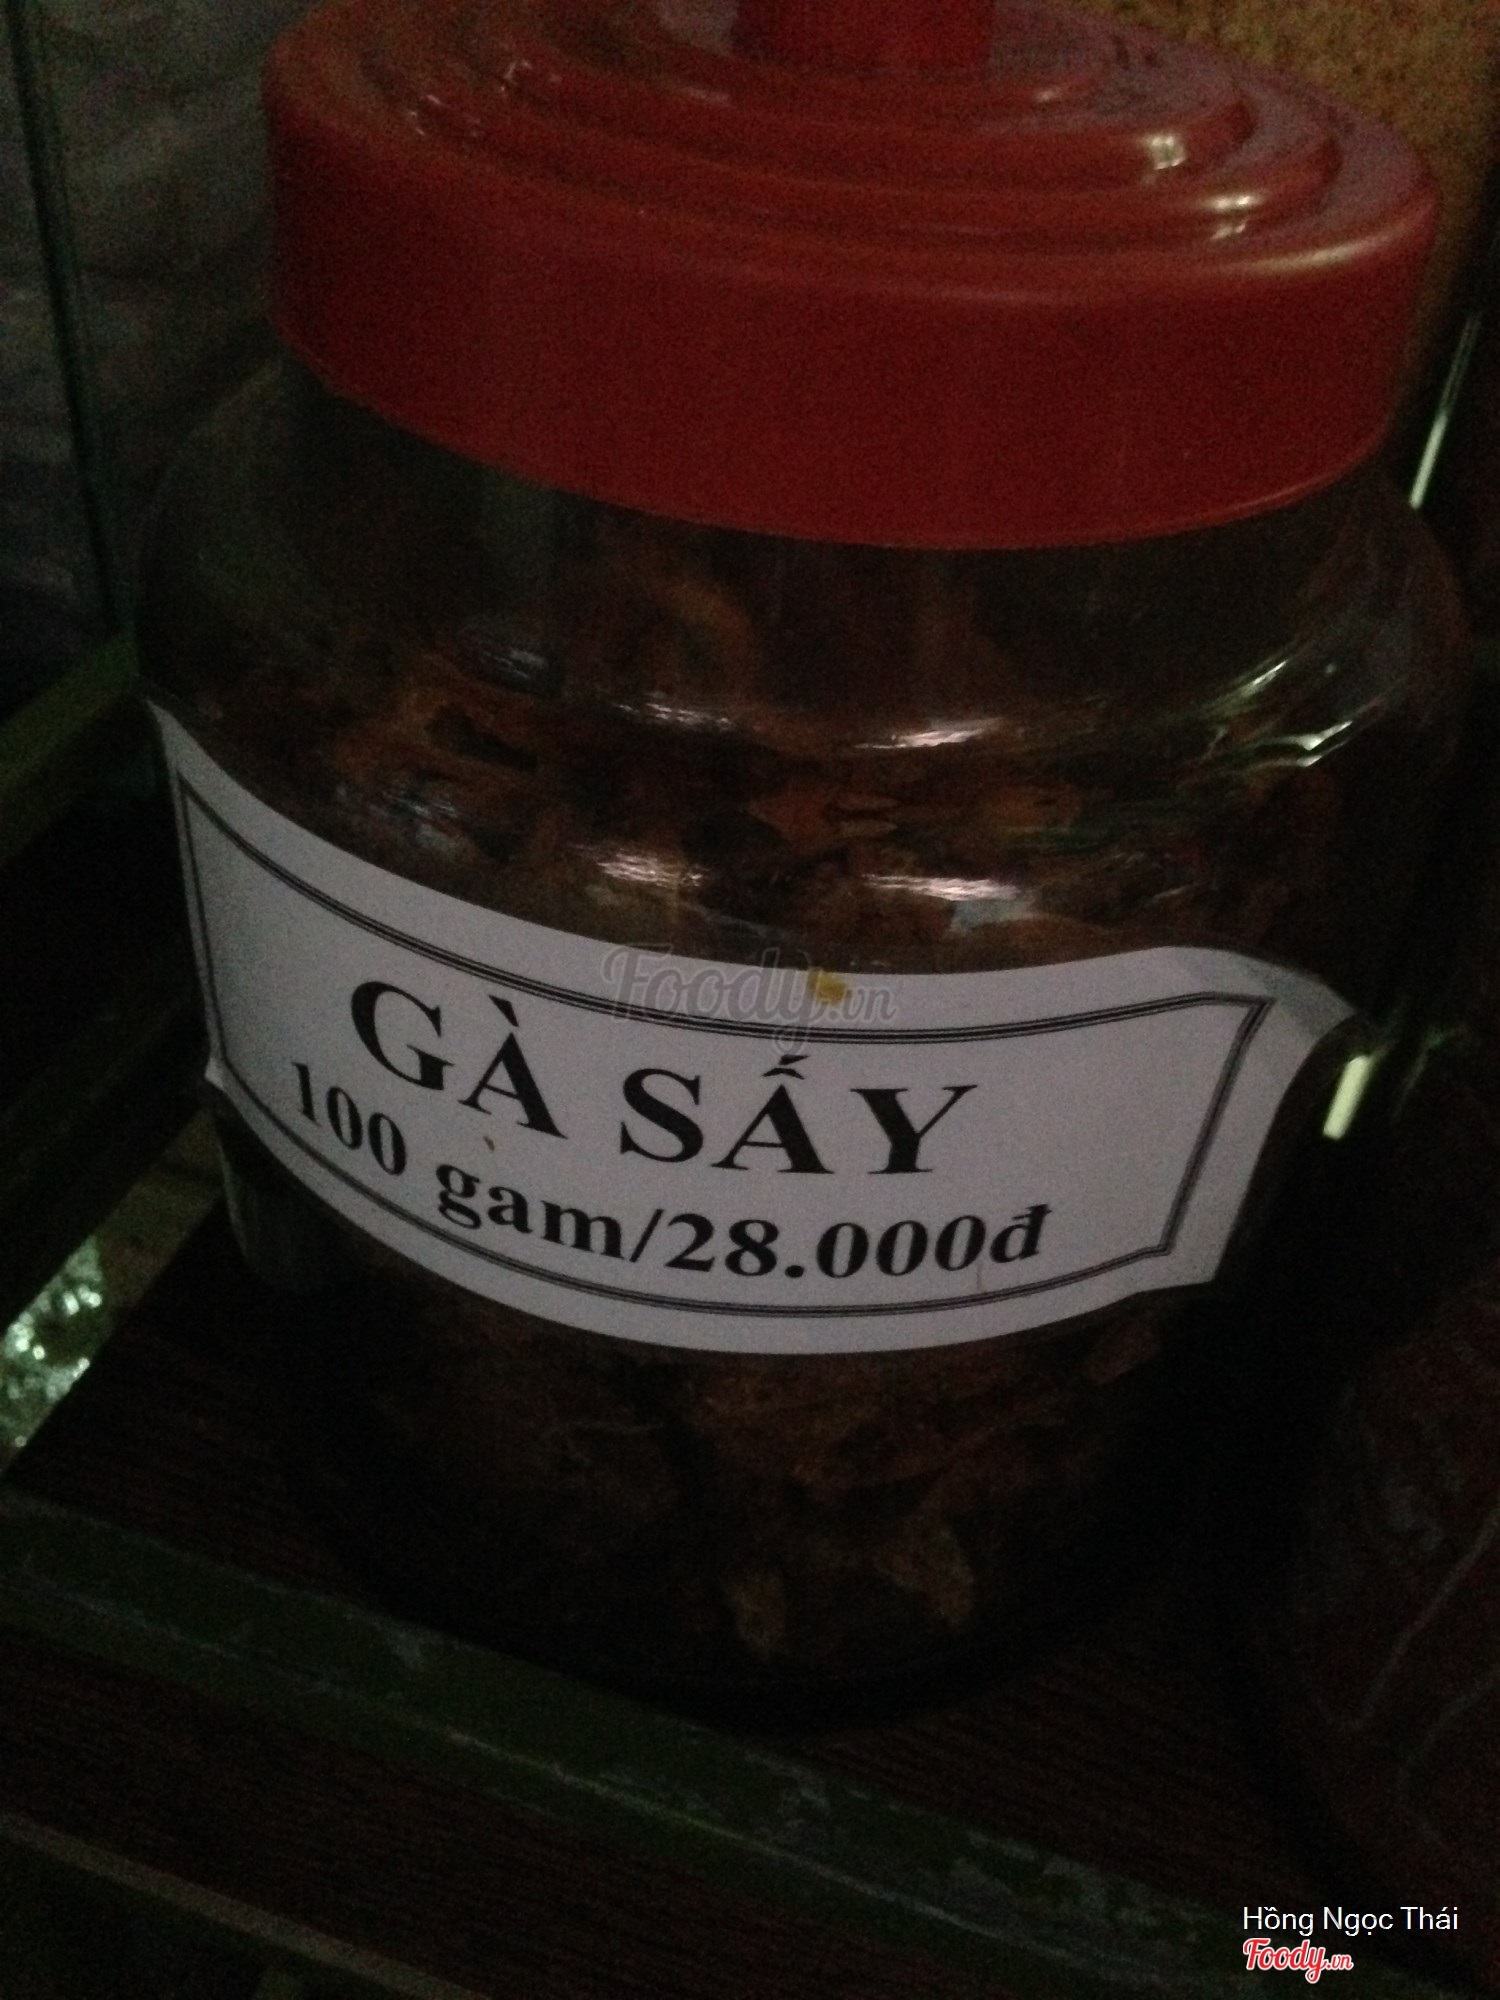 Foody.vn
GÀ SẤY
100 gam/28.000đ
Hồng Ngọc Thái
Foody.vn